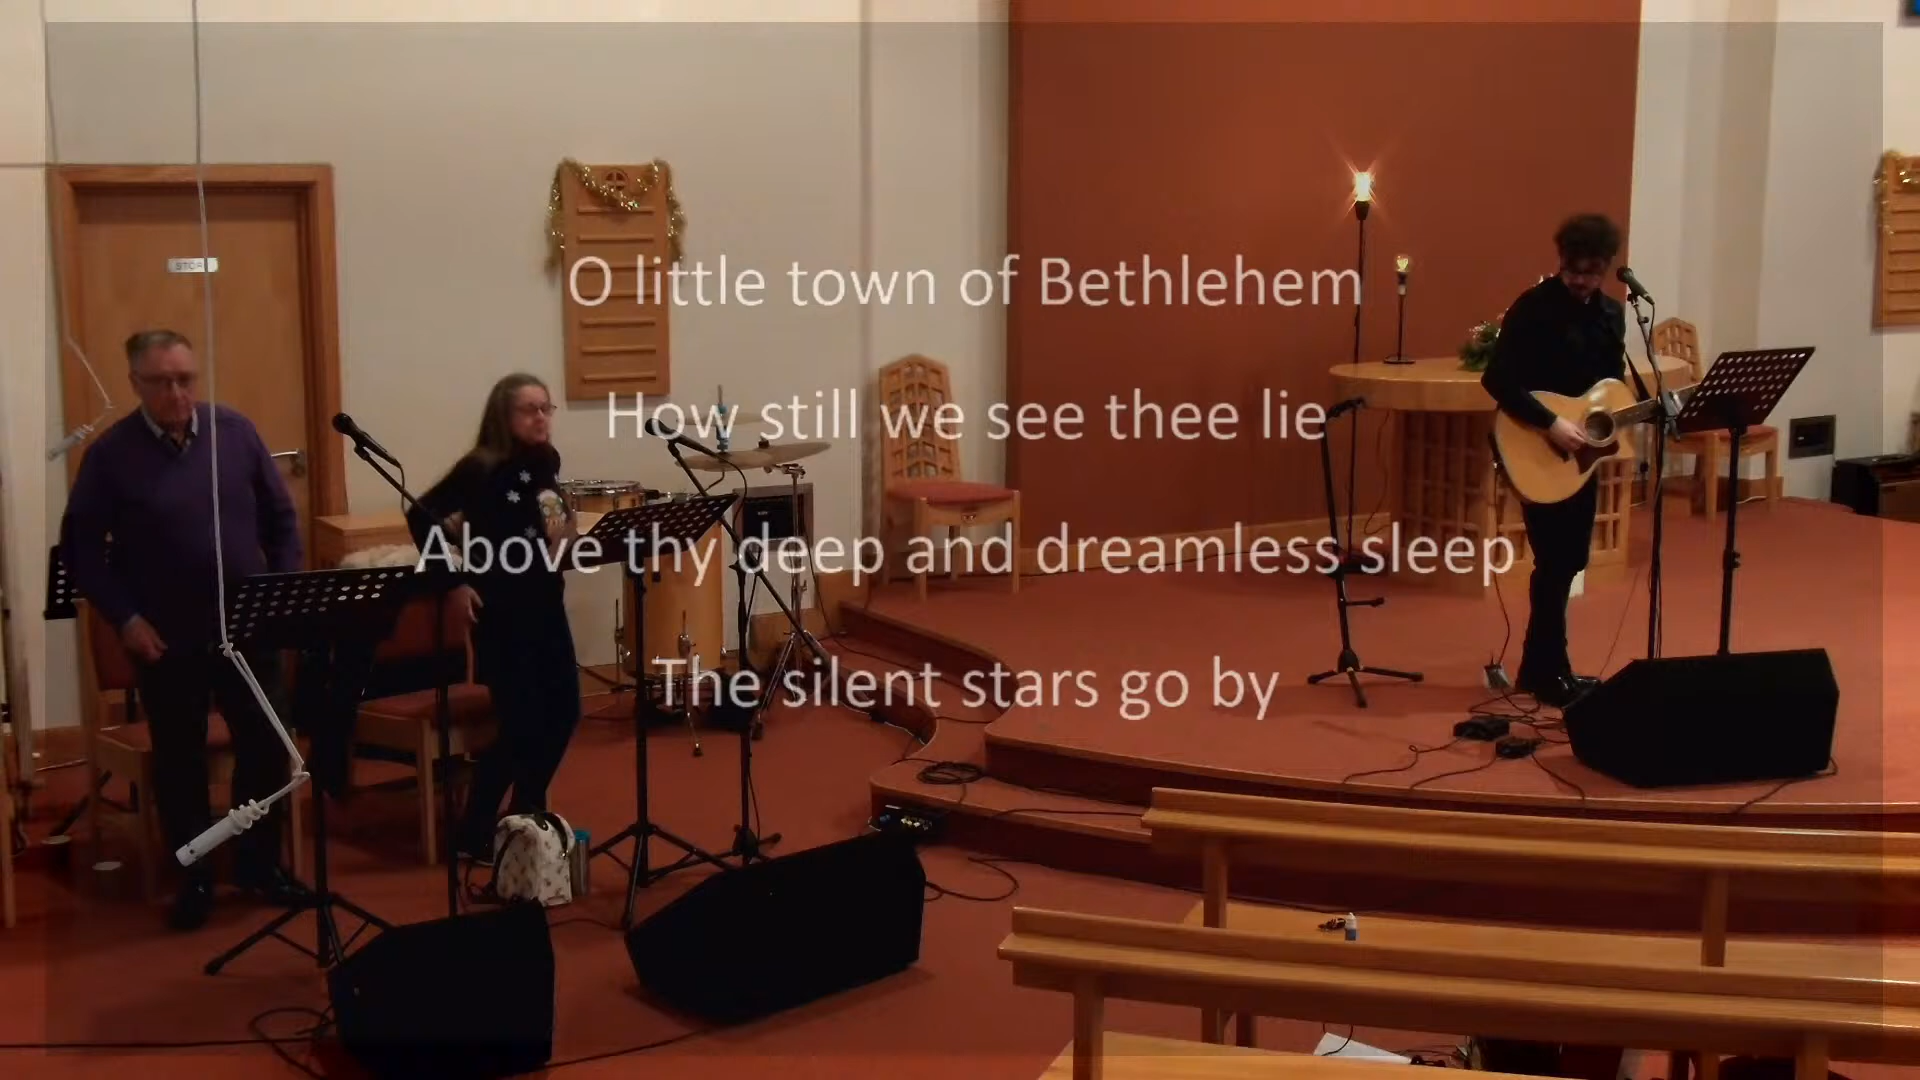 STORE
O little town of Bethlehem
How still we see thee lie
Above thy deep and dreamless sleep
The silent stars go by